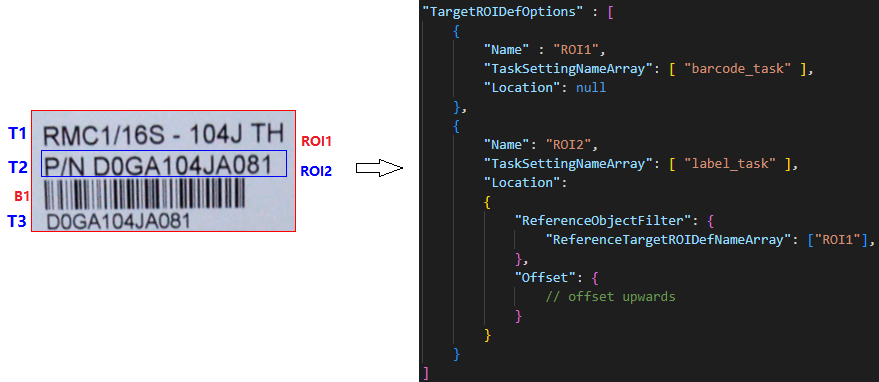 T1 RMC1/16S - 104J TH ROI1
T2 P/N D0GA104JA081 ROI2
B1
T3 D0GA104JA081
"TargetROIDefOptions" : [
{
"Name" : "ROI1",
"TaskSettingNameArray": [ "barcode_task" ],
"Location": null
},
{
"Name": "ROI2",
"TaskSettingNameArray": [ "label_task" ],
"Location":
{
"ReferenceObjectFilter": {
"ReferenceTargetROIDefNameArray": ["ROI1"],
},
"Offset": {
// offset upwards
}
}
}
]